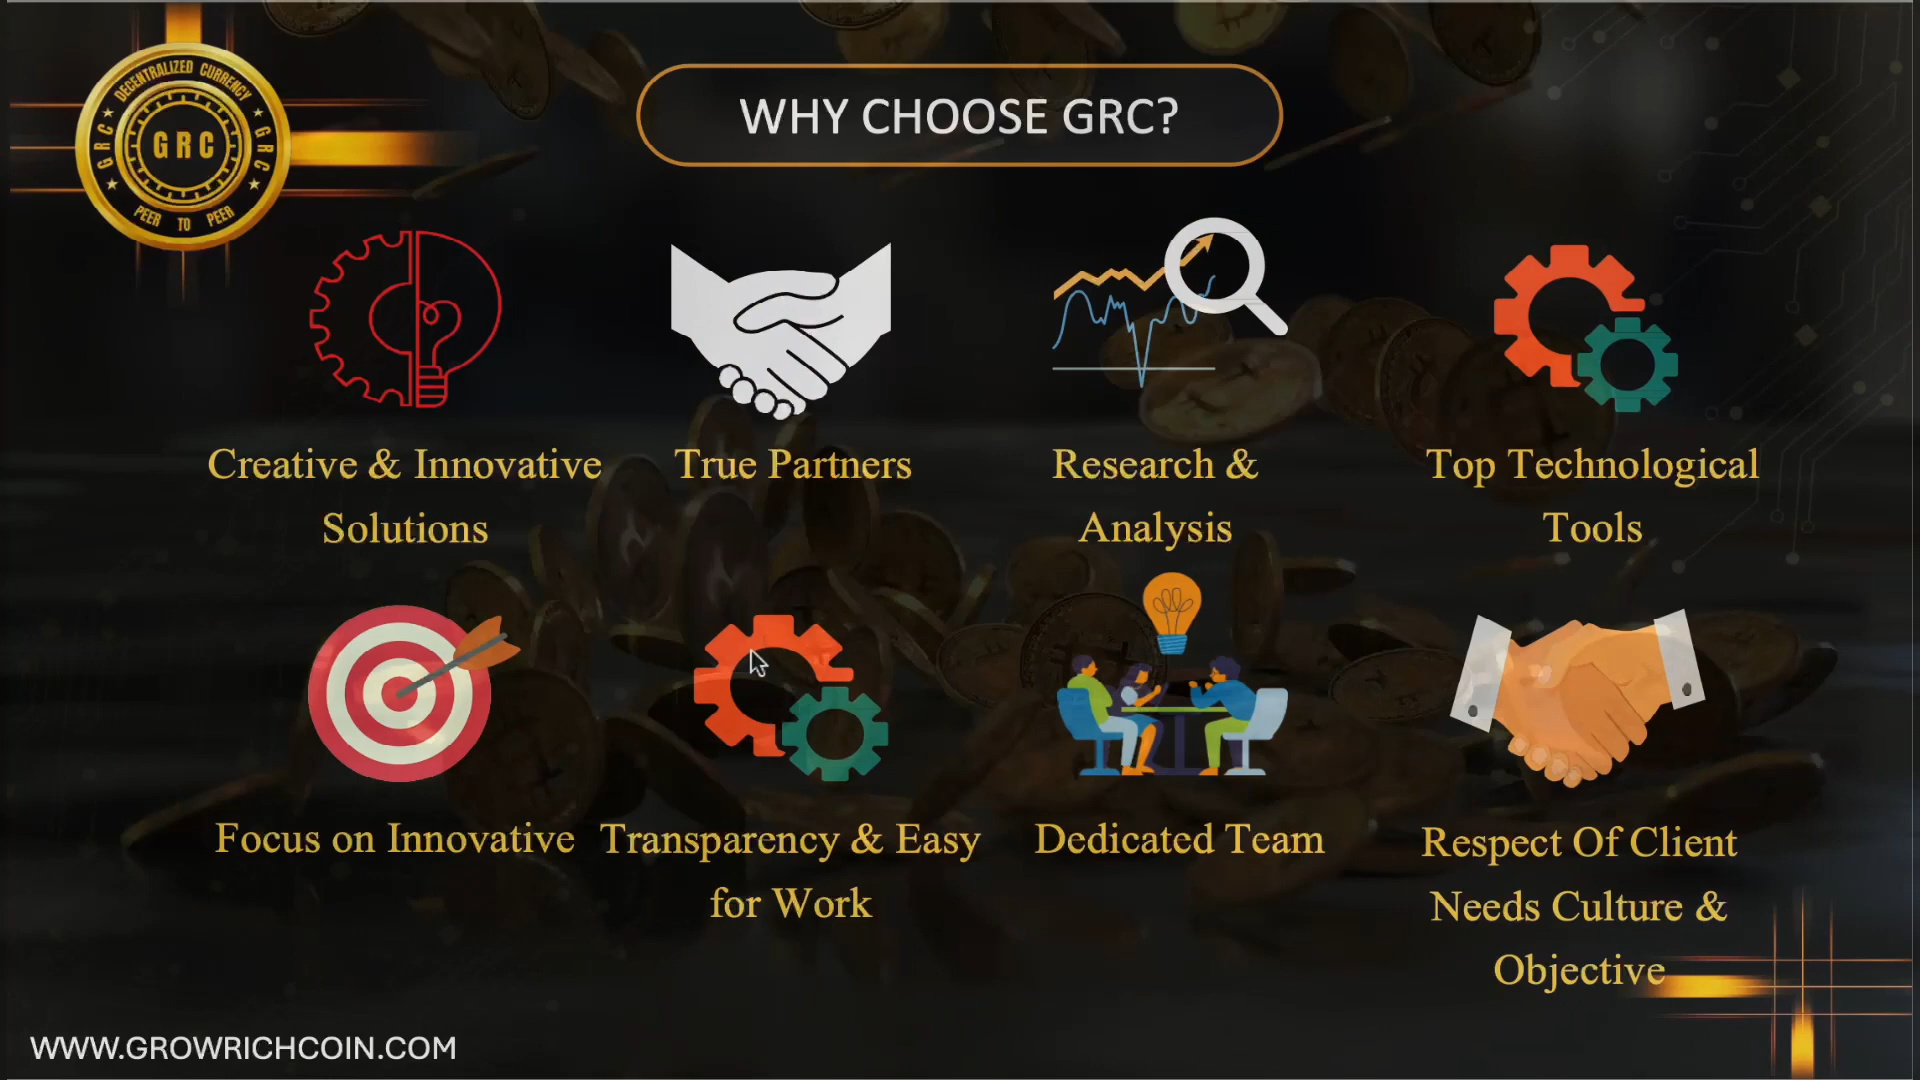 DECENTRALIZED CURRENCY
GRC
GRC
GRC
PEER TO PEER
WHY CHOOSE GRC?
Creative & Innovative
Solutions
True Partners
Research &
Analysis
Top Technological
Tools
Focus on Innovative
Transparency & Easy
for Work
Dedicated Team
Respect Of Client
Needs Culture &
Objective
WWW.GROWRICHCOIN.COM